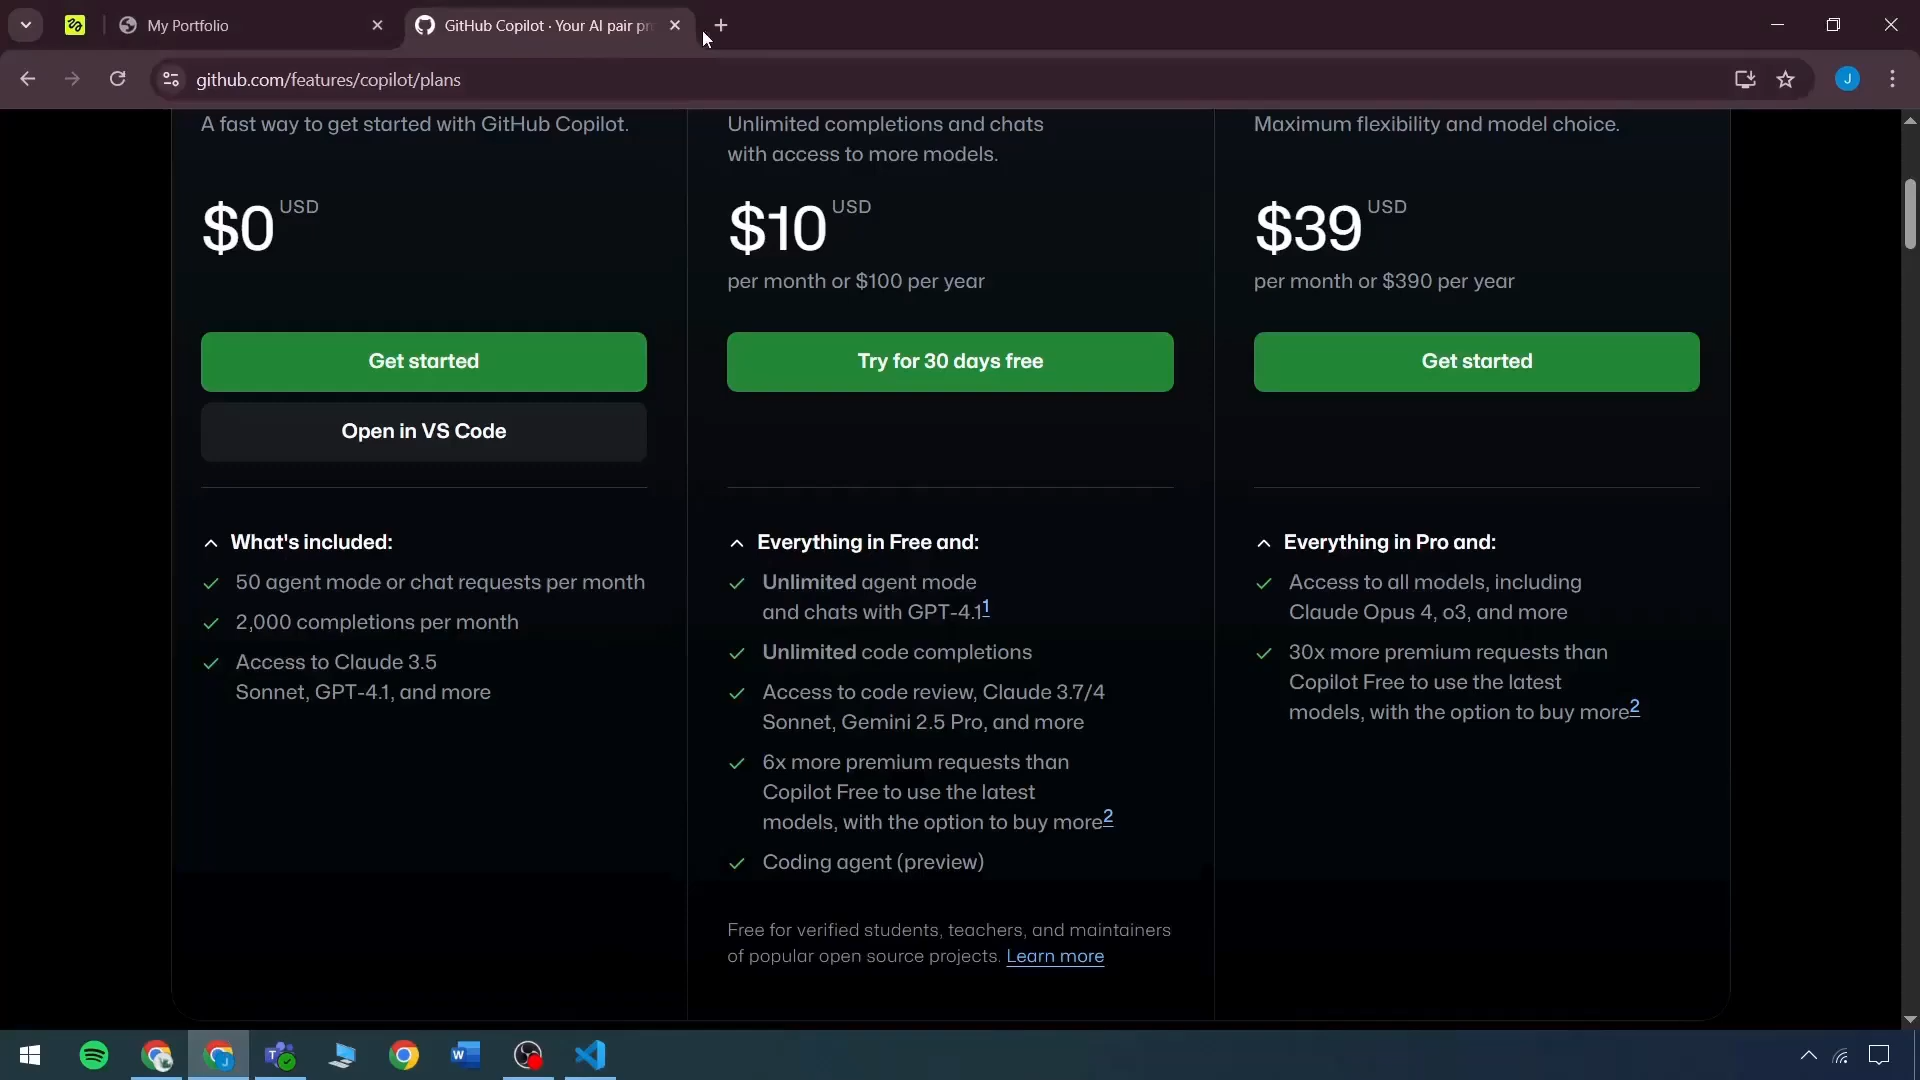 My Portfolio
GitHub Copilot · Your AI pair pr
github.com/features/copilot/plans
J
A fast way to get started with GitHub Copilot.
$0 USD
Get started
Open in VS Code
What's included:
50 agent mode or chat requests per month
2,000 completions per month
Access to Claude 3.5
Sonnet, GPT-4.1, and more
Unlimited completions and chats
with access to more models.
$10 USD
per month or $100 per year
Try for 30 days free
Everything in Free and:
Unlimited agent mode
and chats with GPT-4.1¹
Unlimited code completions
Access to code review, Claude 3.7/4
Sonnet, Gemini 2.5 Pro, and more
6x more premium requests than
Copilot Free to use the latest
models, with the option to buy more²
Coding agent (preview)
Free for verified students, teachers, and maintainers
of popular open source projects. Learn more
Maximum flexibility and model choice.
$39 USD
per month or $390 per year
Get started
Everything in Pro and:
Access to all models, including
Claude Opus 4, o3, and more
30x more premium requests than
Copilot Free to use the latest
models, with the option to buy more²